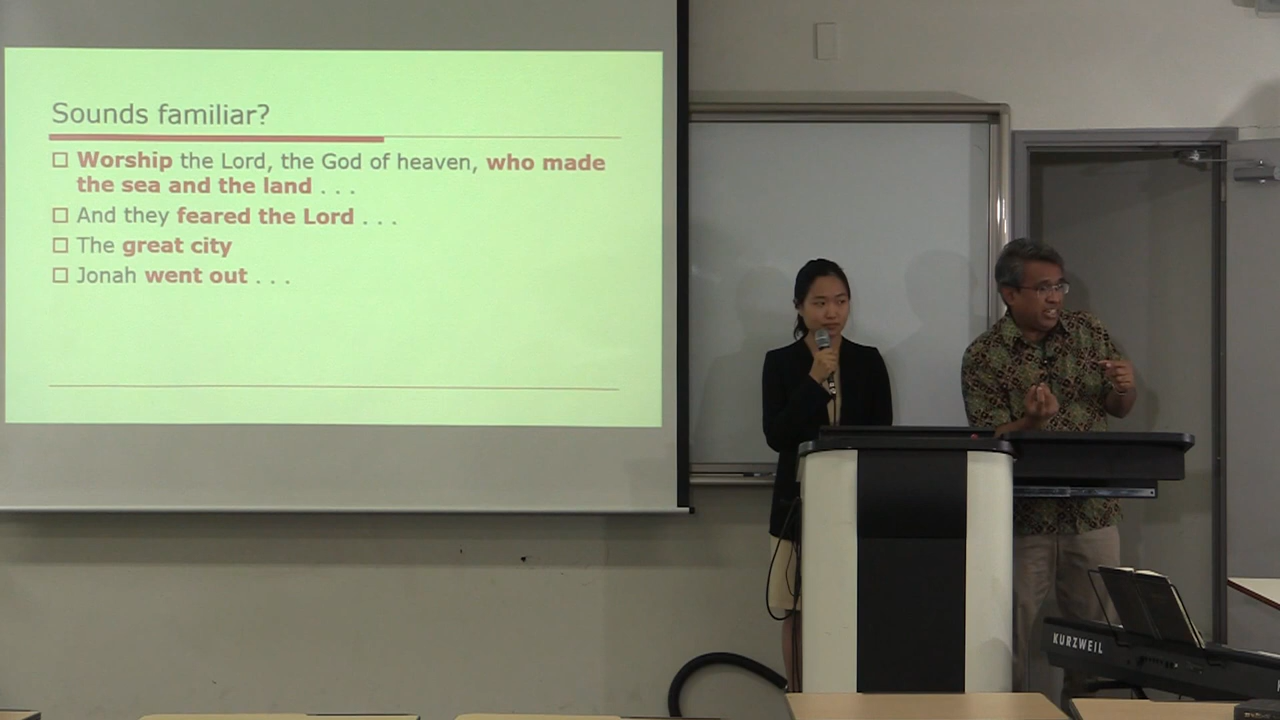 Sounds familiar?
Worship the Lord, the God of heaven, who made
the sea and the land . . .
And they feared the Lord . . .
The great city
Jonah went out . . .
KURZWEIL